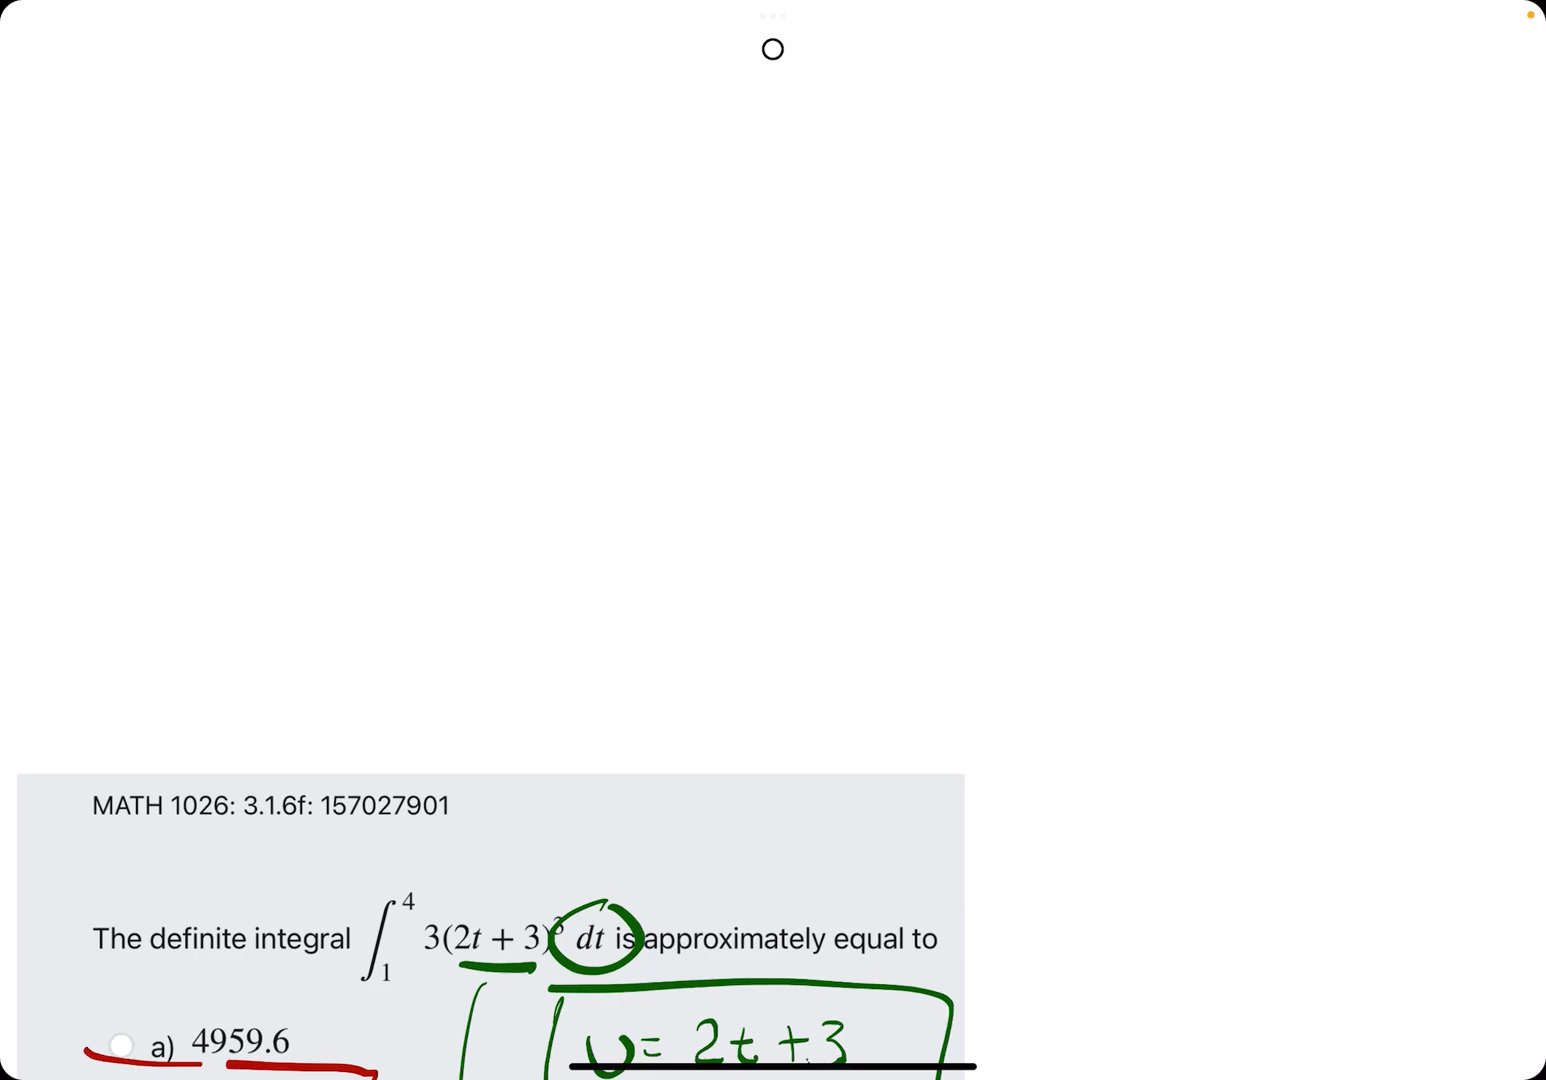 MATH 1026: 3.1.6f: 157027901
The definite integral ∫₁⁴ 3(2t + 3)³ dt is approximately equal to
a) 4959.6
u = 2t + 3